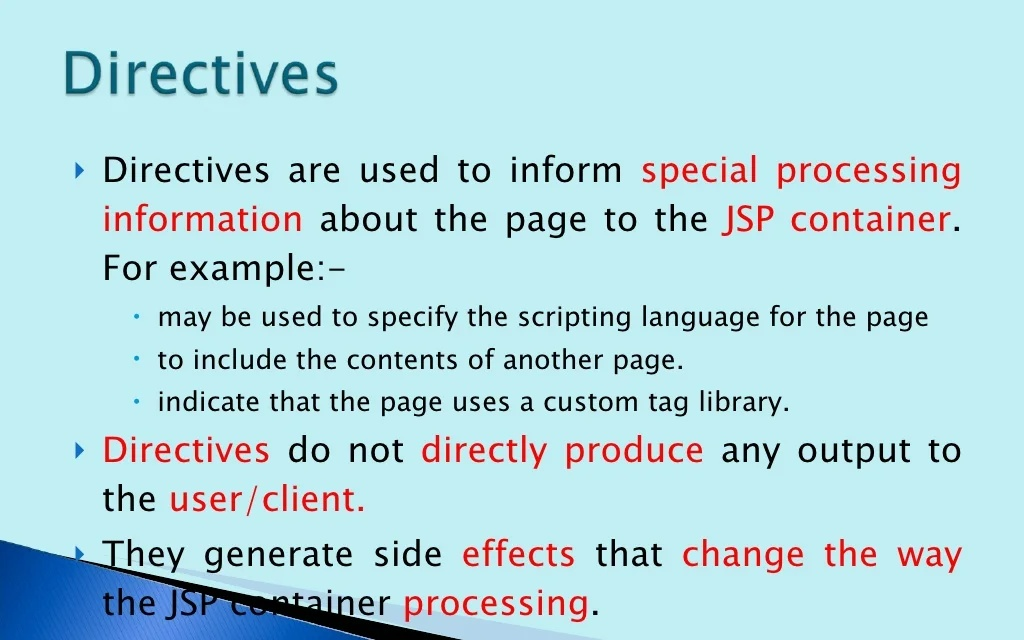 Directives
Directives are used to inform special processing
information about the page to the JSP container.
For example:-
may be used to specify the scripting language for the page
to include the contents of another page.
indicate that the page uses a custom tag library.
Directives do not directly produce any output to
the user/client.
They generate side effects that change the way
the JSP container processing.